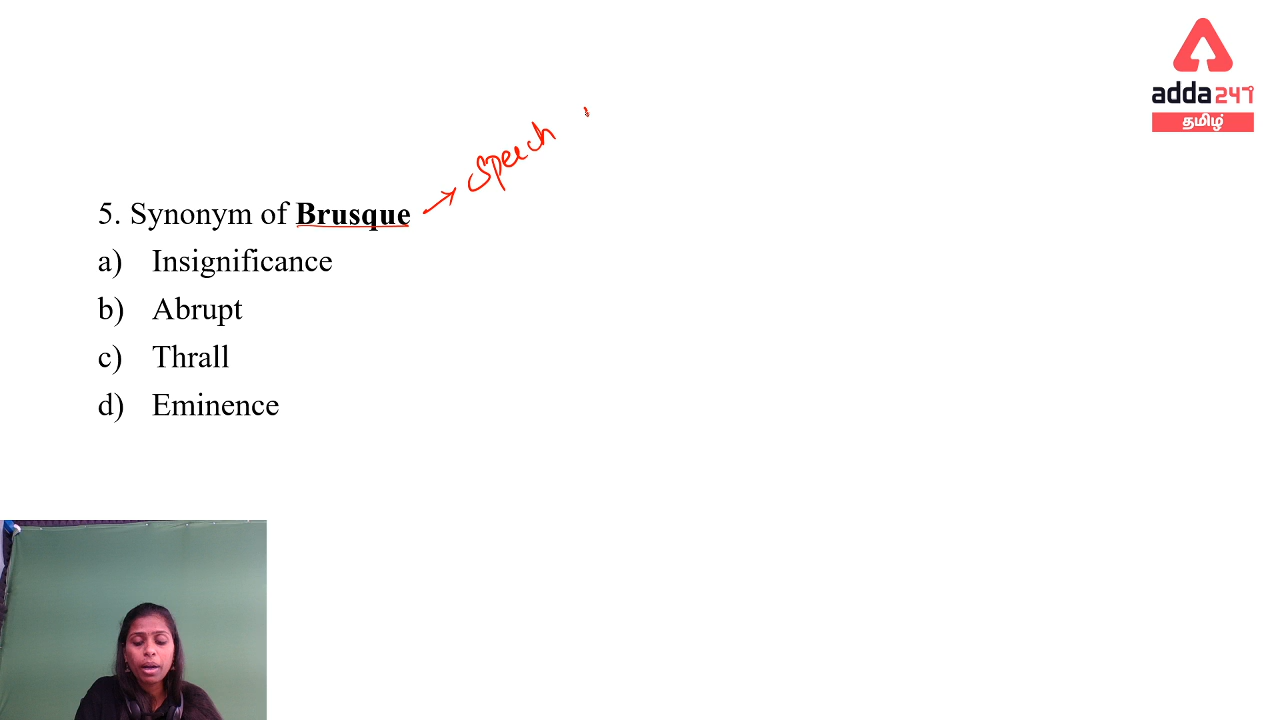 adda247
தமிழ்
speech
5. Synonym of Brusque
a) Insignificance
b) Abrupt
c) Thrall
d) Eminence